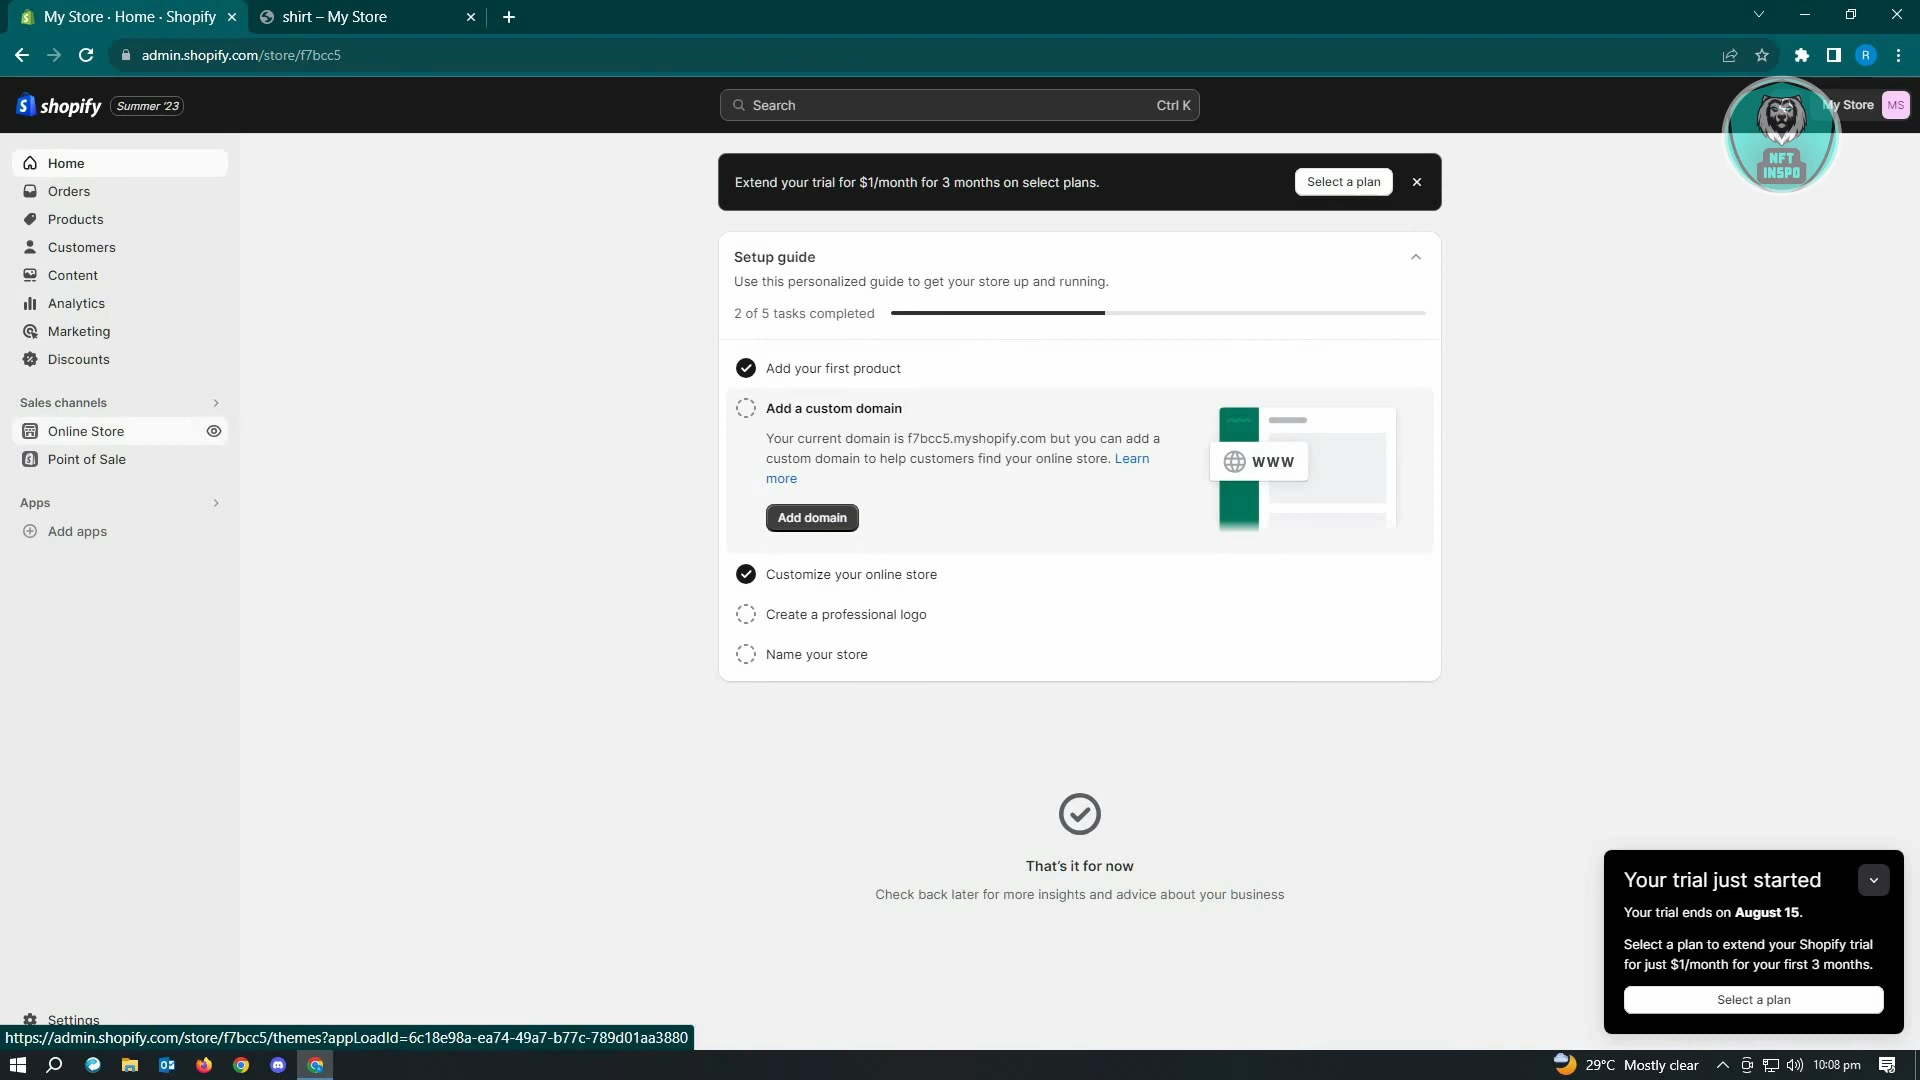 My Store · Home · Shopify
shirt – My Store
admin.shopify.com/store/f7bcc5
R
shopify
Summer '23
Search
Ctrl K
My Store
MS
NFT
INSPO
Home
Orders
Products
Customers
Content
Analytics
Marketing
Discounts
Sales channels
Online Store
Point of Sale
Apps
Add apps
Settings
Extend your trial for $1/month for 3 months on select plans.
Select a plan
Setup guide
Use this personalized guide to get your store up and running.
2 of 5 tasks completed
Add your first product
Add a custom domain
Your current domain is f7bcc5.myshopify.com but you can add a
custom domain to help customers find your online store. Learn
more
Add domain
WWW
Customize your online store
Create a professional logo
Name your store
That's it for now
Check back later for more insights and advice about your business
Your trial just started
Your trial ends on August 15.
Select a plan to extend your Shopify trial
for just $1/month for your first 3 months.
Select a plan
https://admin.shopify.com/store/f7bcc5/themes?appLoadId=6c18e98a-ea74-49a7-b77c-789d01aa3880
29°C Mostly clear
10:08 pm